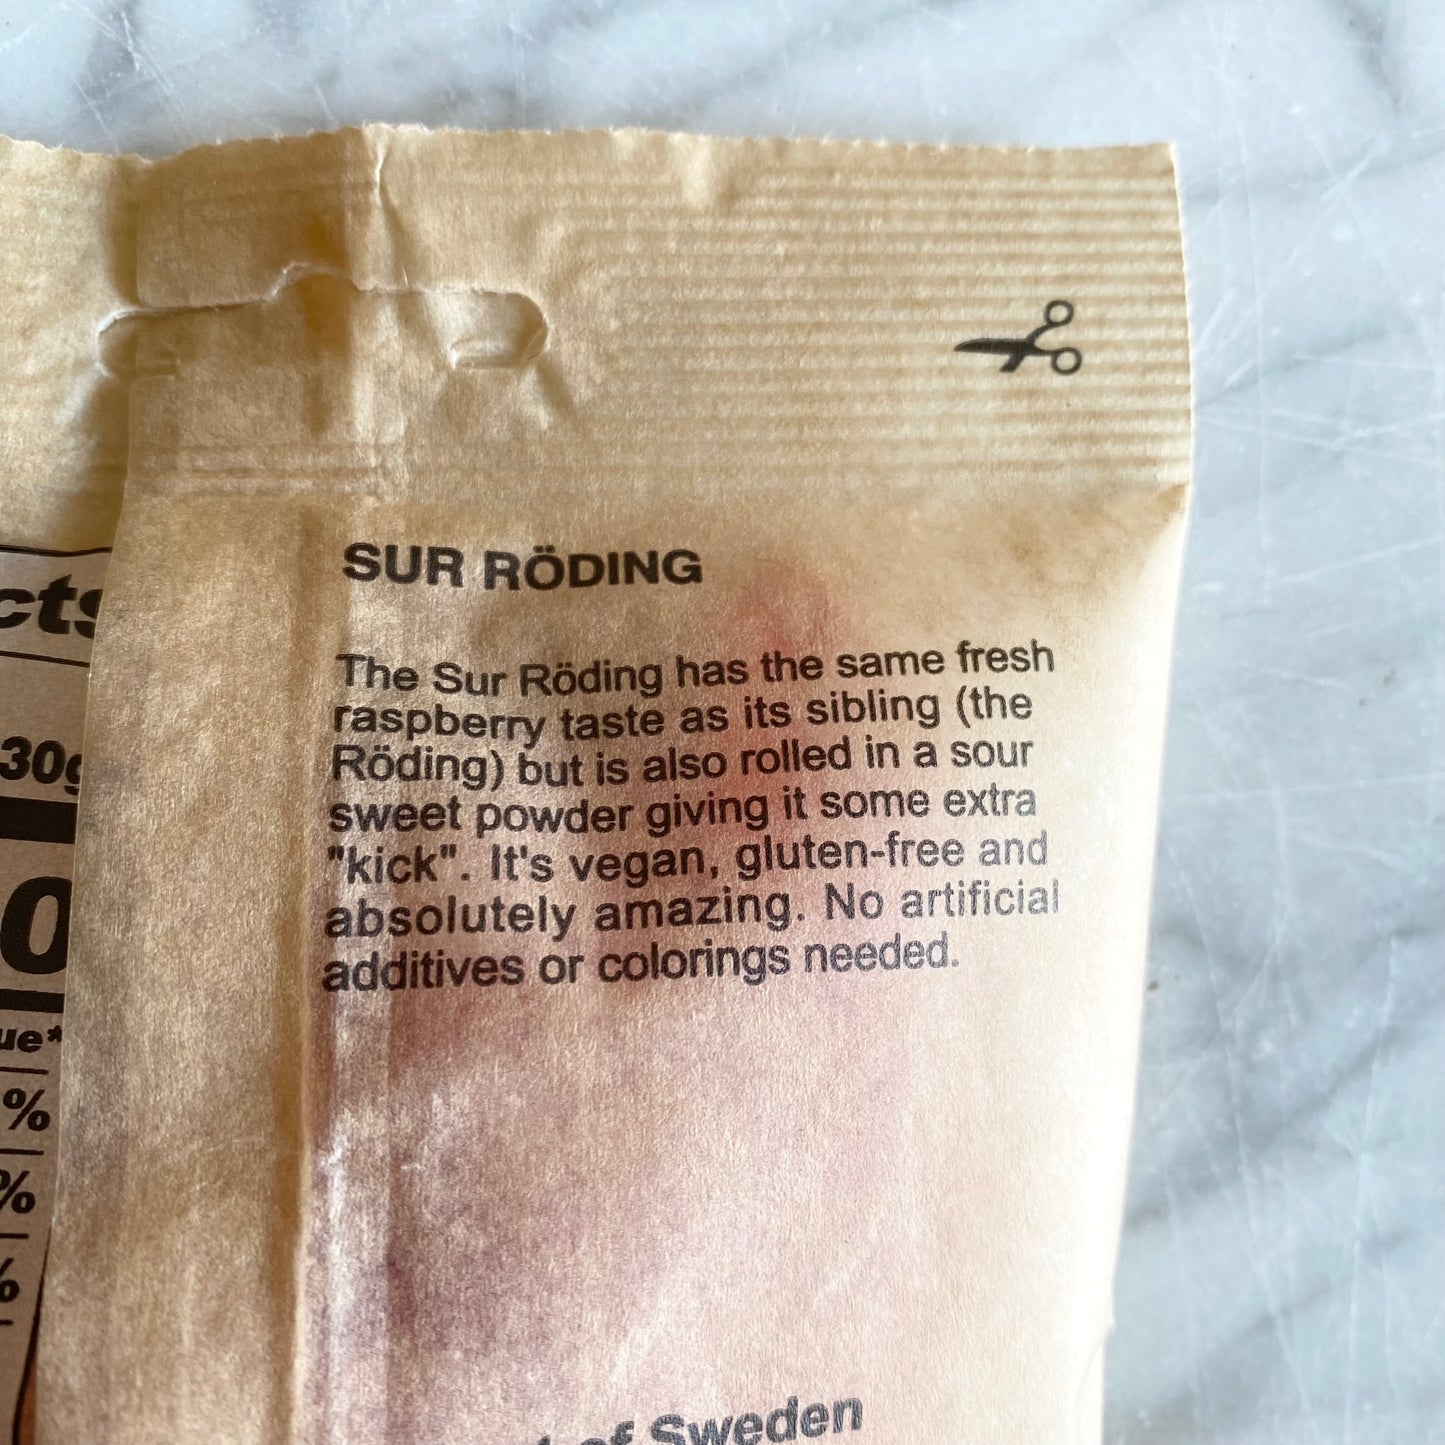 SUR RÖDING
The Sur Röding has the same fresh
raspberry taste as its sibling (the
Röding) but is also rolled in a sour
sweet powder giving it some extra
"kick". It's vegan, gluten-free and
absolutely amazing. No artificial
additives or colorings needed.
of Sweden
30g
0
%
%
%